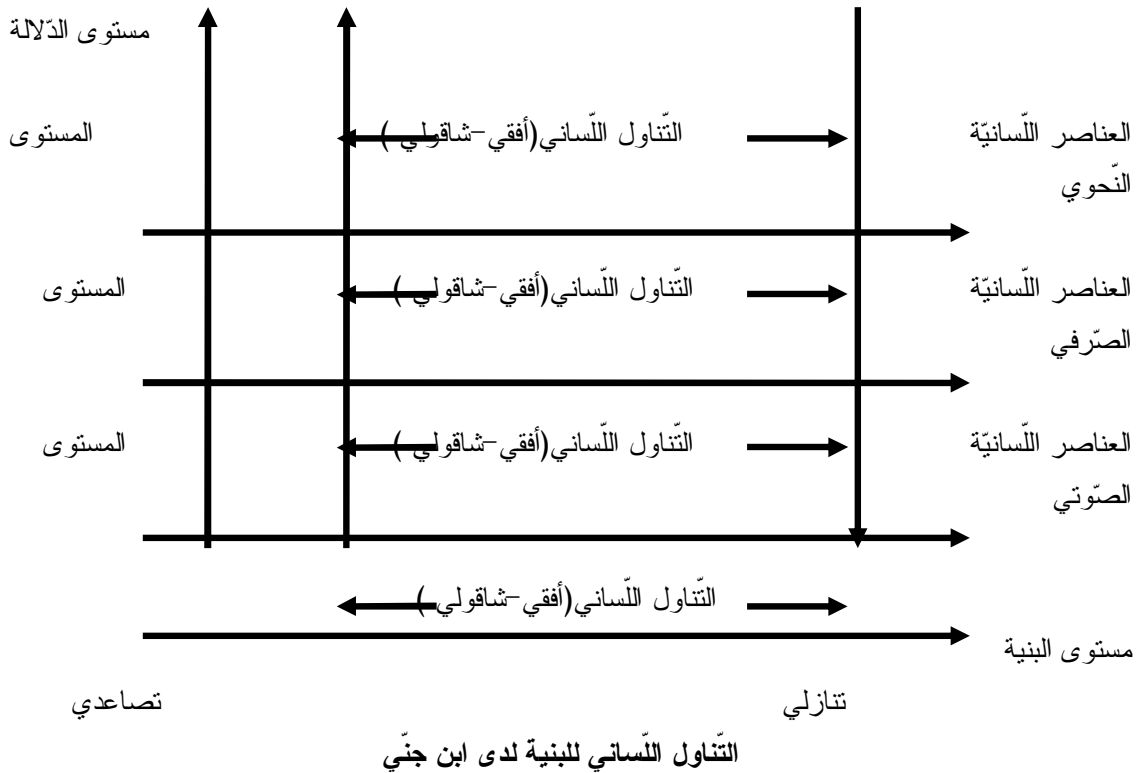 مستوى الدّلالة
العناصر اللّسانيّة التّناول اللّساني(أفقي-شاقولي ) المستوى
النّحوي
العناصر اللّسانيّة التّناول اللّساني(أفقي-شاقولي ) المستوى
الصّرفي
العناصر اللّسانيّة التّناول اللّساني(أفقي-شاقولي ) المستوى
الصّوتي
التّناول اللّساني(أفقي-شاقولي )
مستوى البنية
تنازلي تصاعدي
التّناول اللّساني للبنية لدى ابن جنّي